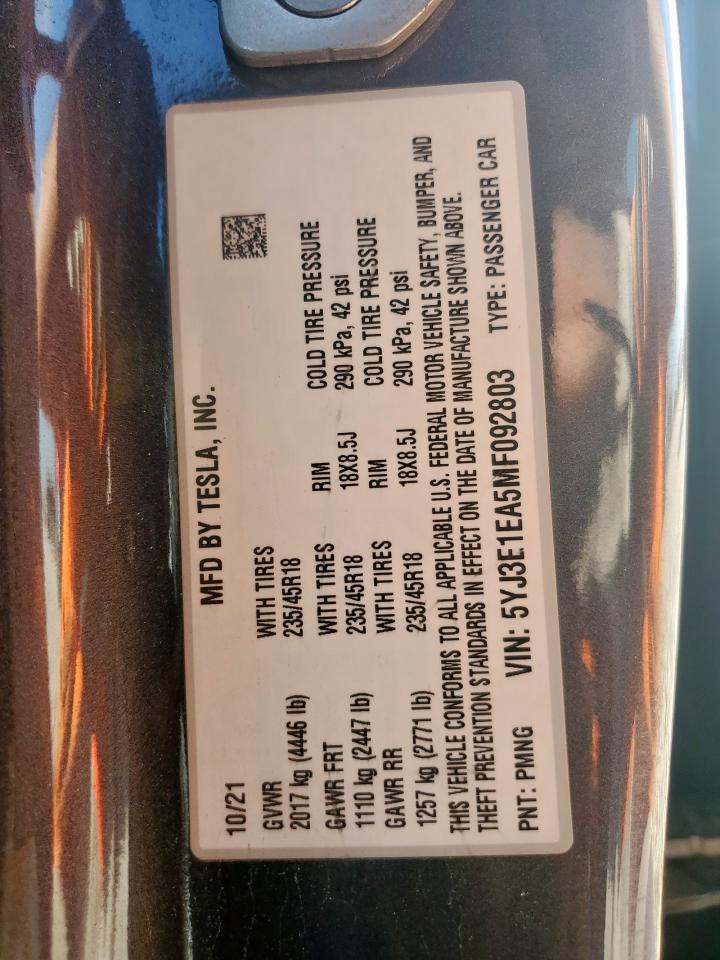 MFD BY TESLA, INC.
10/21
GVWR WITH TIRES
2017 kg (4446 lb) 235/45R18
GAWR FRT WITH TIRES RIM COLD TIRE PRESSURE
1110 kg (2447 lb) 235/45R18 18X8.5J 290 kPa, 42 psi
GAWR RR WITH TIRES RIM COLD TIRE PRESSURE
1257 kg (2771 lb) 235/45R18 18X8.5J 290 kPa, 42 psi
THIS VEHICLE CONFORMS TO ALL APPLICABLE U.S. FEDERAL MOTOR VEHICLE SAFETY, BUMPER, AND
THEFT PREVENTION STANDARDS IN EFFECT ON THE DATE OF MANUFACTURE SHOWN ABOVE.
PNT: PMNG VIN: 5YJ3E1EA5MF092803 TYPE: PASSENGER CAR